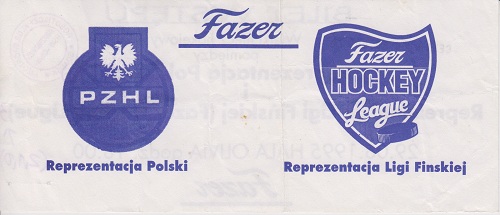 Fazer
PZHL
Fazer
HOCKEY
League
Reprezentacja Polski
Reprezentacja Ligi Finskiej